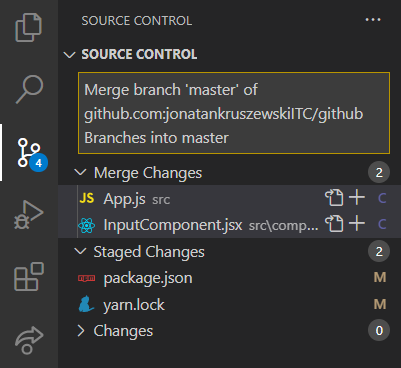 SOURCE CONTROL ···
SOURCE CONTROL
Merge branch 'master' of
github.com:jonatankruszewskiITC/github
Branches into master
Merge Changes 2
JS App.js src C
InputComponent.jsx src\comp... C
Staged Changes 2
npm package.json M
yarn.lock M
Changes 0
4